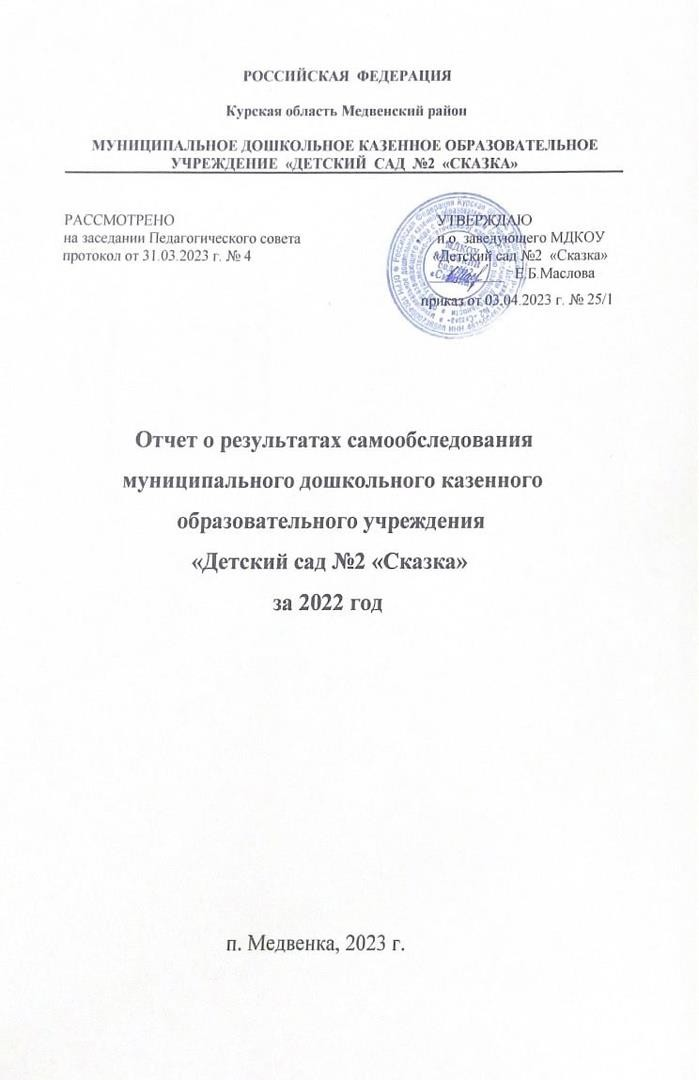 РОССИЙСКАЯ ФЕДЕРАЦИЯ
Курская область Медвенский район
МУНИЦИПАЛЬНОЕ ДОШКОЛЬНОЕ КАЗЕННОЕ ОБРАЗОВАТЕЛЬНОЕ
УЧРЕЖДЕНИЕ «ДЕТСКИЙ САД №2 «СКАЗКА»
РАССМОТРЕНО
на заседании Педагогического совета
протокол от 31.03.2023 г. № 4
УТВЕРЖДАЮ
и.о. заведующего МДКОУ
«Детский сад №2 «Сказка»
Е.Б.Маслова
приказ от 03.04.2023 г. № 25/1
Отчет о результатах самообследования
муниципального дошкольного казенного
образовательного учреждения
«Детский сад №2 «Сказка»
за 2022 год
п. Медвенка, 2023 г.